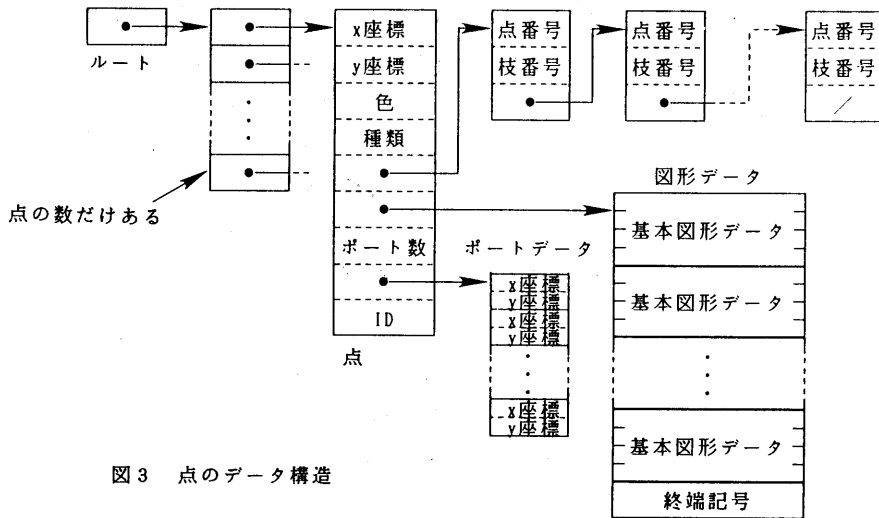 ルート
点の数だけある
x座標
y座標
色
種類
ポート数
ID
点
点番号
枝番号
点番号
枝番号
点番号
枝番号
ポートデータ
x座標
y座標
x座標
y座標
x座標
y座標
図形データ
基本図形データ
基本図形データ
基本図形データ
終端記号
図3 点のデータ構造